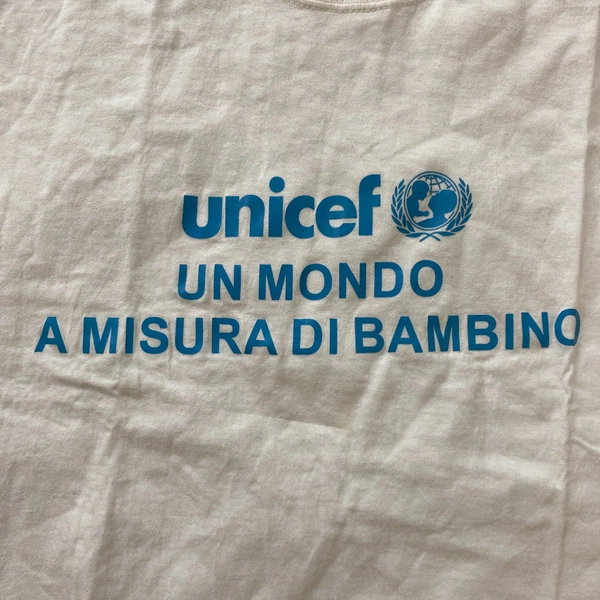 unicef
UN MONDO
A MISURA DI BAMBINO